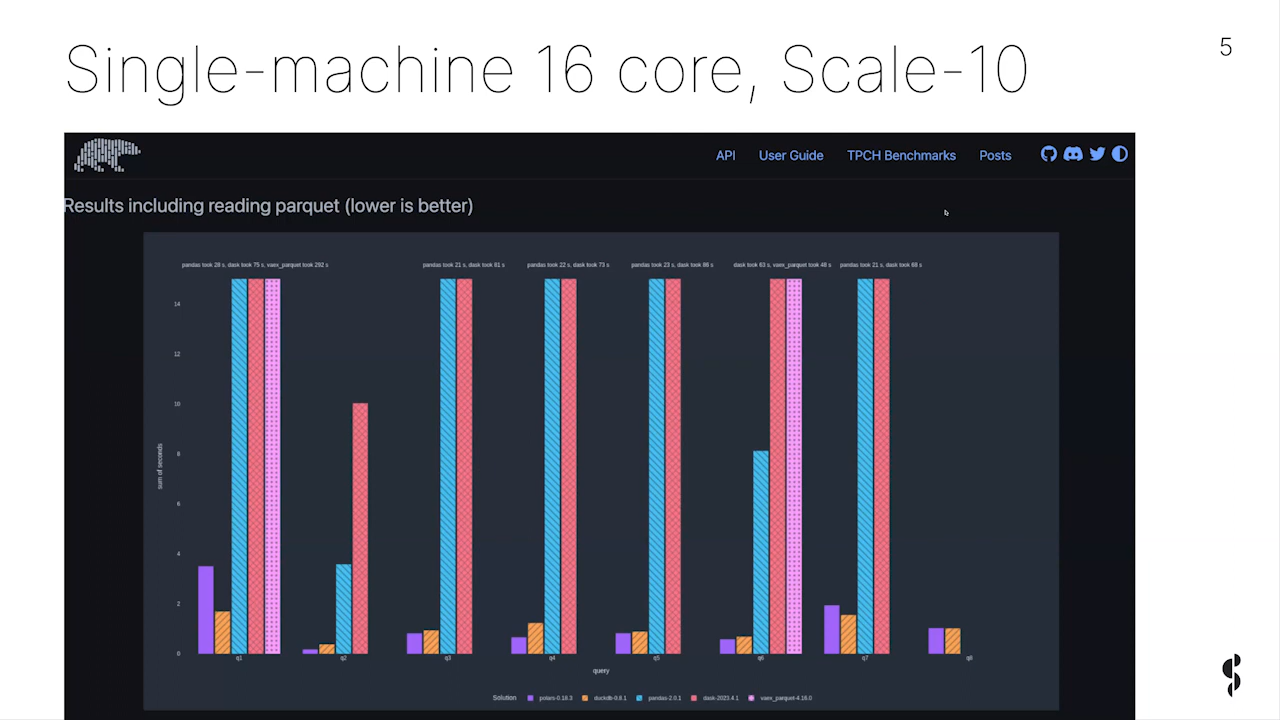 Single-machine 16 core, Scale-10
5
API User Guide TPCH Benchmarks Posts
Results including reading parquet (lower is better)
pandas took 28 s, dask took 75 s, vaex_parquet took 292 s
pandas took 21 s, dask took 81 s
pandas took 22 s, dask took 73 s
pandas took 23 s, dask took 86 s
dask took 63 s, vaex_parquet took 48 s
pandas took 21 s, dask took 68 s
14
12
10
8
6
4
2
0
sum of seconds
q1 q2 q3 q4 q5 q6 q7 q8
query
Solution polars-0.18.3 duckdb-0.8.1 pandas-2.0.1 dask-2023.4.1 vaex_parquet-4.16.0